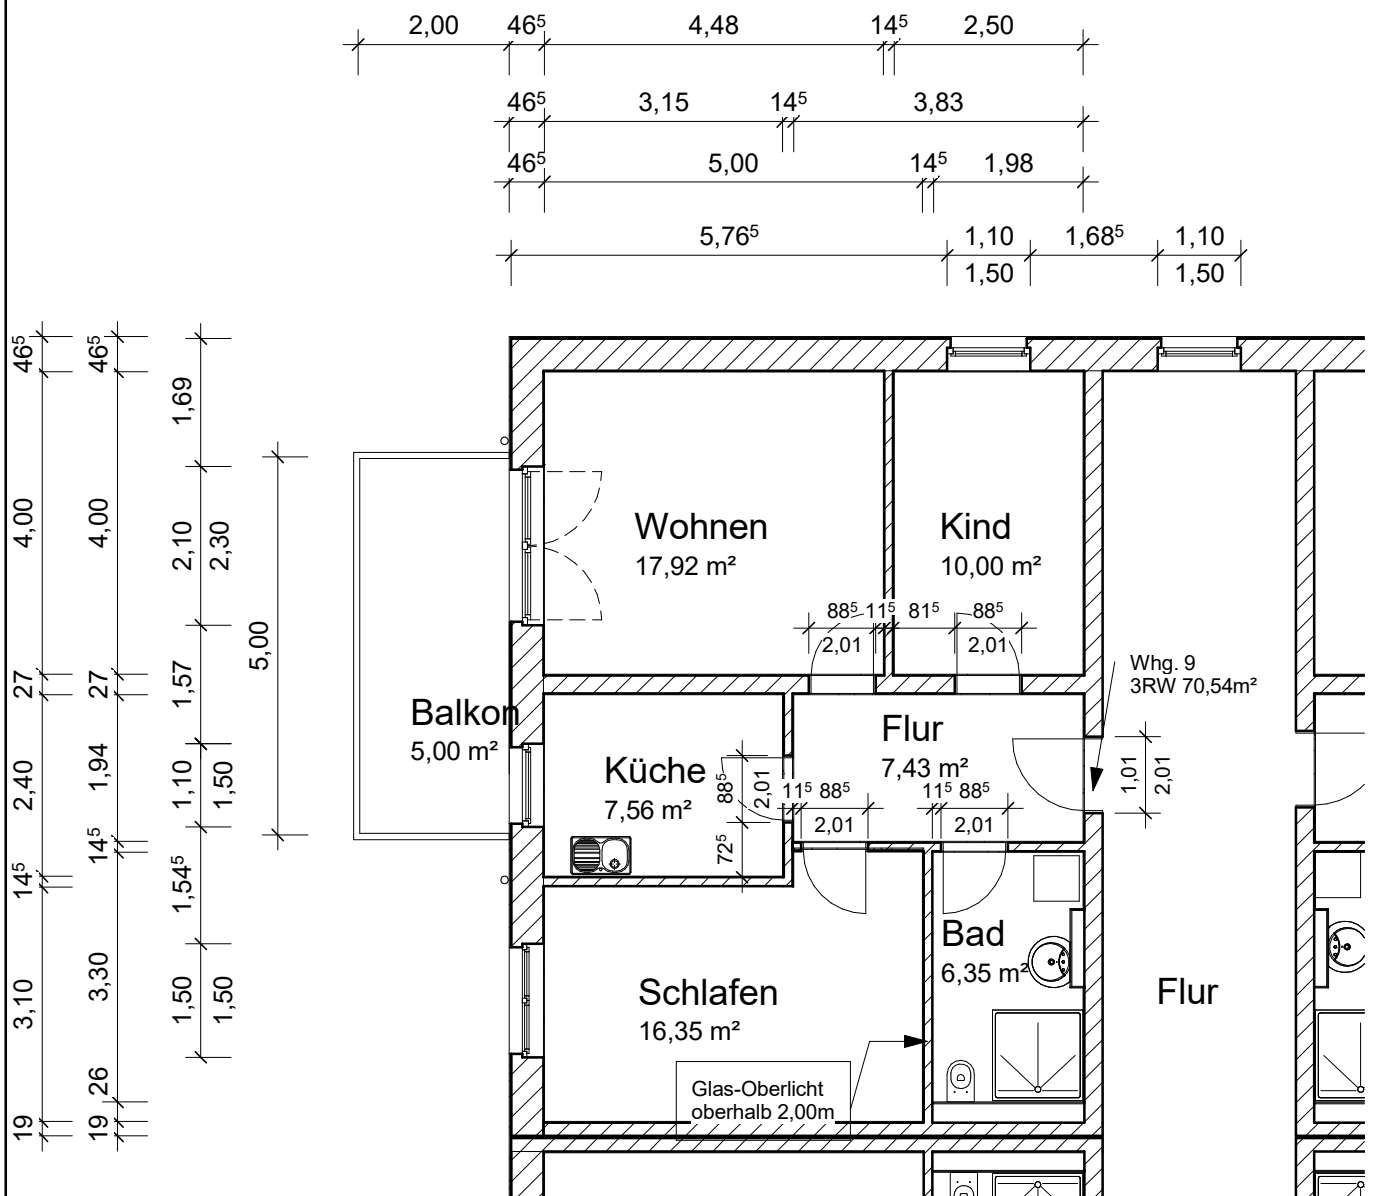 2,00 46⁵ 4,48 14⁵ 2,50
46⁵ 3,15 14⁵ 3,83
46⁵ 5,00 14⁵ 1,98
5,76⁵ 1,10 1,68⁵ 1,10
1,50 1,50
46⁵
4,00
27
2,40
14⁵
3,10
19
46⁵
4,00
27
1,94
14⁵
3,30
26
19
1,69
2,10
2,30
1,57
1,10
1,50
1,54⁵
1,50
1,50
5,00
Balkon
5,00 m²
Wohnen
17,92 m²
Kind
10,00 m²
88⁵ 11⁵ 81⁵ 88⁵
2,01 2,01
Whg. 9
3RW 70,54m²
Flur
7,43 m²
Küche
7,56 m²
88⁵
2,01
72⁵
11⁵ 88⁵ 11⁵ 88⁵
2,01 2,01
1,01
2,01
Bad
6,35 m²
Schlafen
16,35 m²
Flur
Glas-Oberlicht
oberhalb 2,00m